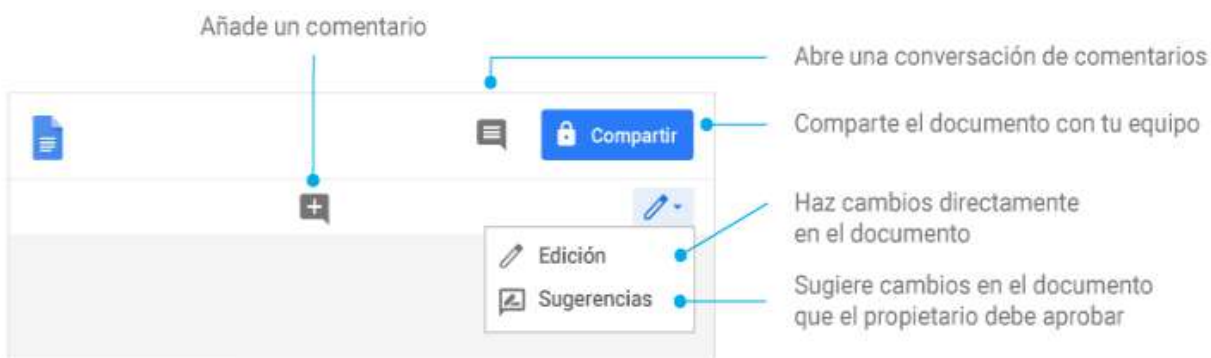 Añade un comentario
Abre una conversación de comentarios
Compartir
Comparte el documento con tu equipo
Haz cambios directamente
en el documento
Edición
Sugerencias
Sugiere cambios en el documento
que el propietario debe aprobar